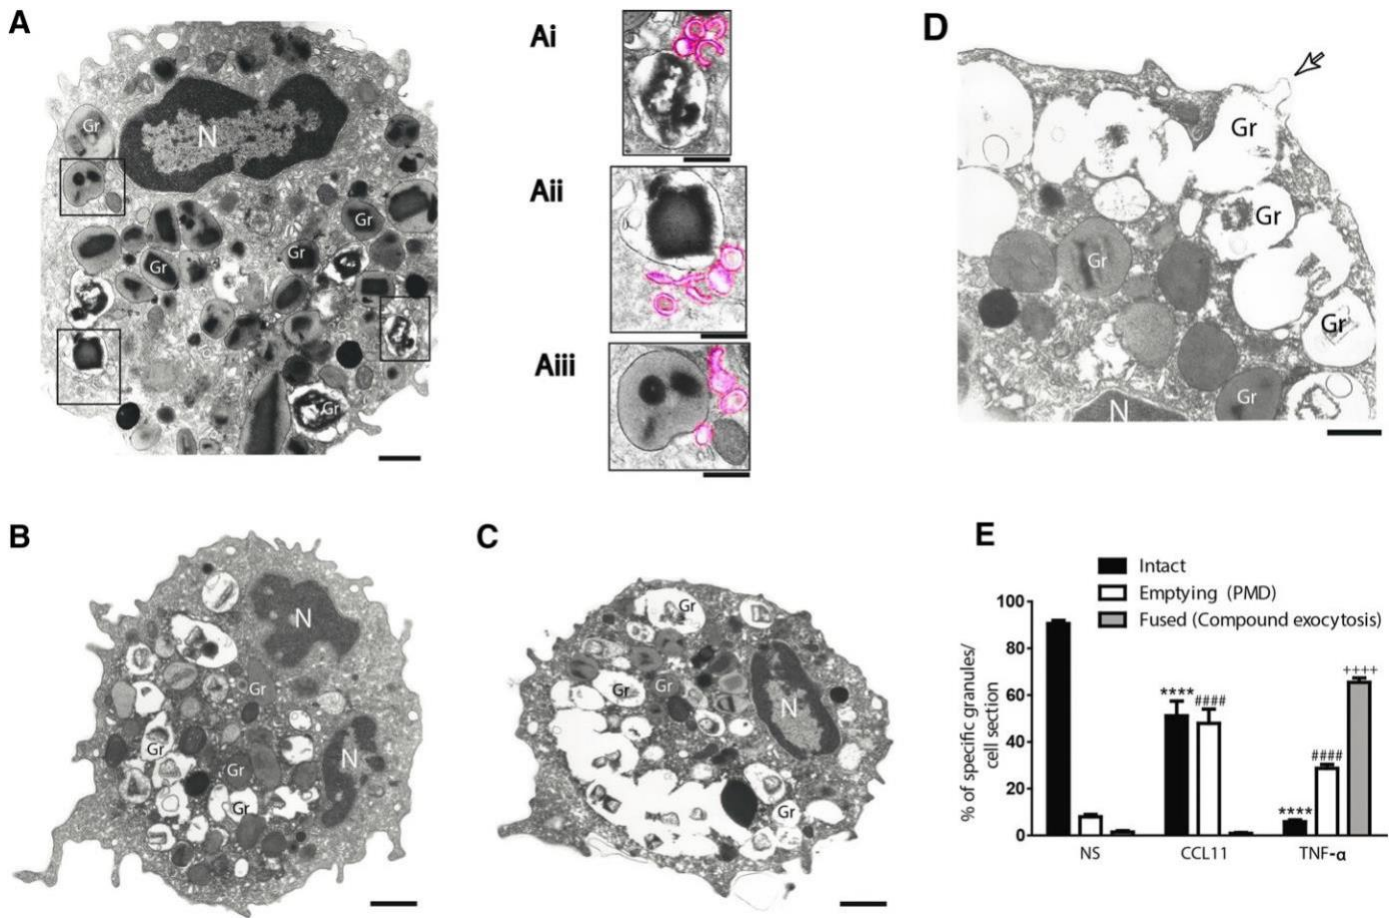 A
N
Gr
Gr
Gr
Gr
Gr
Ai
Aii
Aiii
D
Gr
Gr
Gr
Gr
Gr
N
B
N
Gr
N
Gr
Gr
Gr
C
Gr
Gr
Gr
N
Gr
E
Intact
Emptying (PMD)
Fused (Compound exocytosis)
% of specific granules/
cell section
100
80
60
40
20
0
**** #### **** #### ++++
NS CCL11 TNF-α